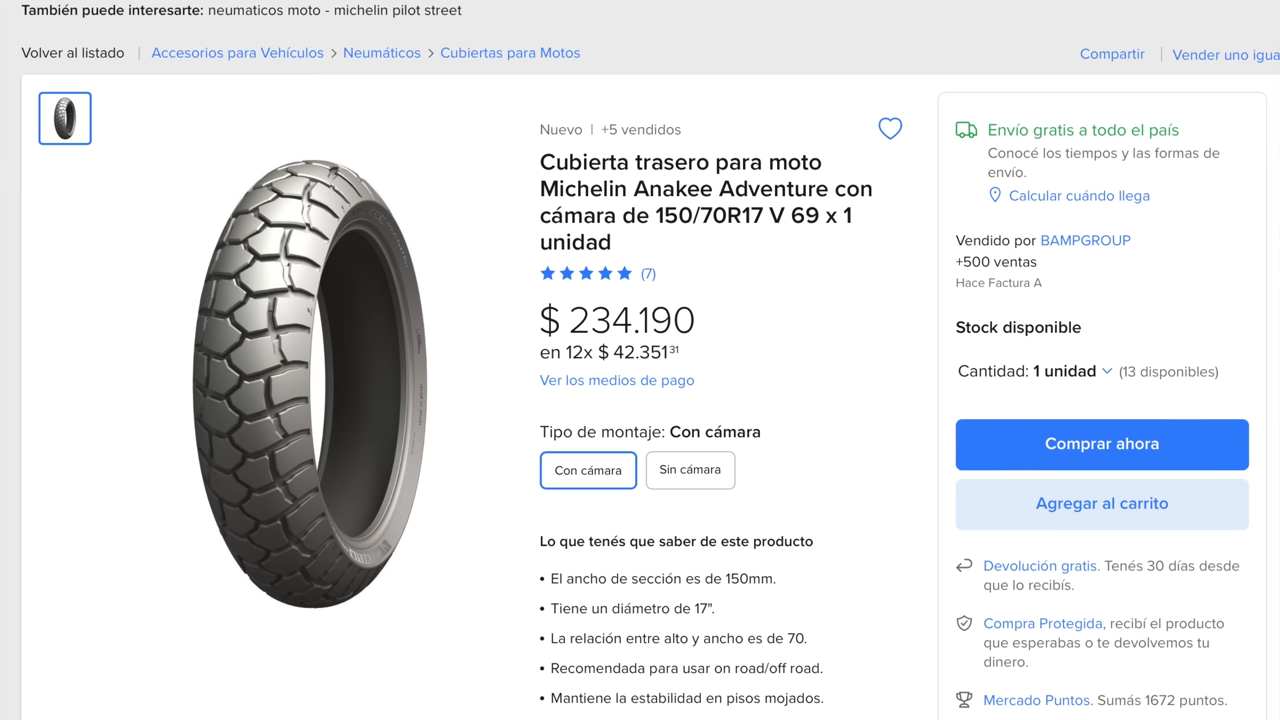 También puede interesarte: neumaticos moto - michelin pilot street
Volver al listado | Accesorios para Vehículos > Neumáticos > Cubiertas para Motos
Compartir | Vender uno igua
Nuevo | +5 vendidos
Cubierta trasero para moto
Michelin Anakee Adventure con
cámara de 150/70R17 V 69 x 1
unidad
(7)
$ 234.190
en 12x $ 42.351 31
Ver los medios de pago
Tipo de montaje: Con cámara
Con cámara
Sin cámara
Lo que tenés que saber de este producto
• El ancho de sección es de 150mm.
• Tiene un diámetro de 17".
• La relación entre alto y ancho es de 70.
• Recomendada para usar on road/off road.
• Mantiene la estabilidad en pisos mojados.
Envío gratis a todo el país
Conocé los tiempos y las formas de
envío.
Calcular cuándo llega
Vendido por BAMPGROUP
+500 ventas
Hace Factura A
Stock disponible
Cantidad: 1 unidad (13 disponibles)
Comprar ahora
Agregar al carrito
Devolución gratis. Tenés 30 días desde
que lo recibís.
Compra Protegida, recibí el producto
que esperabas o te devolvemos tu
dinero.
Mercado Puntos. Sumás 1672 puntos.